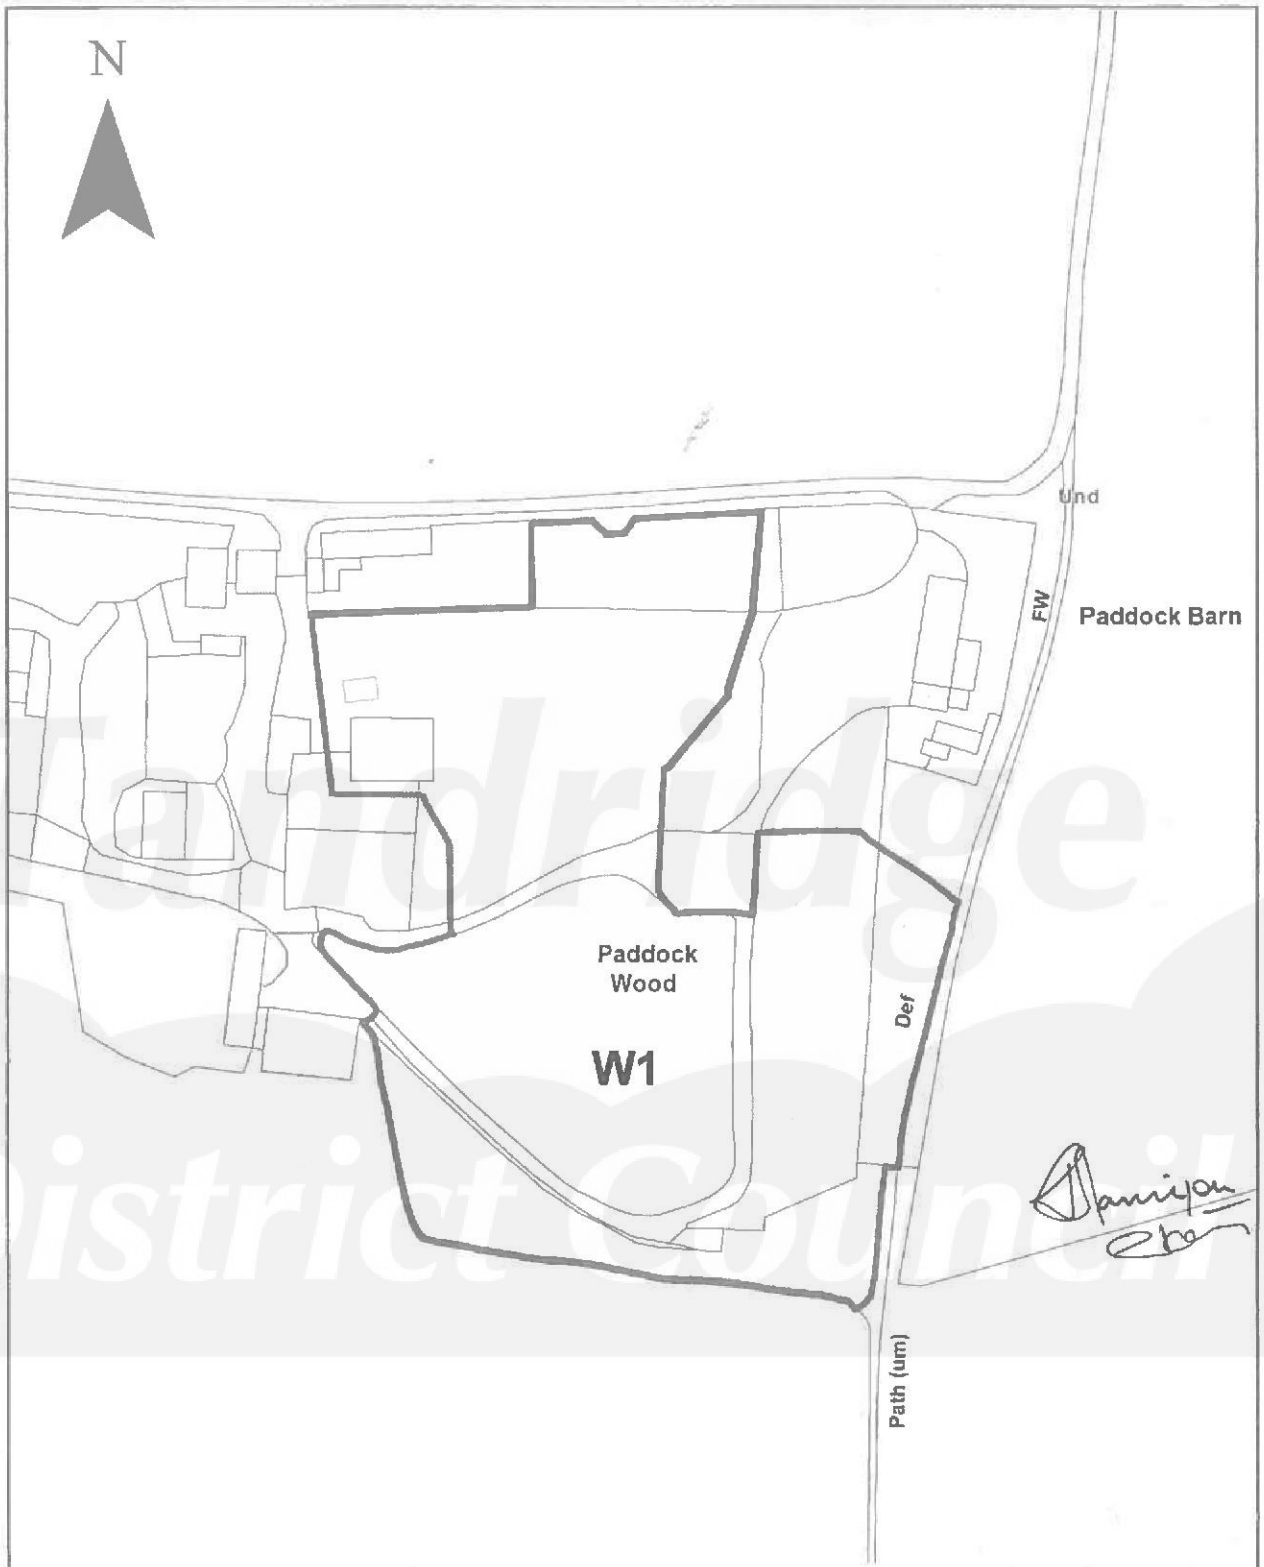 N
Und
FW
Paddock Barn
Tandridge
Paddock
Wood
Def
W1
District Council
Path (um)